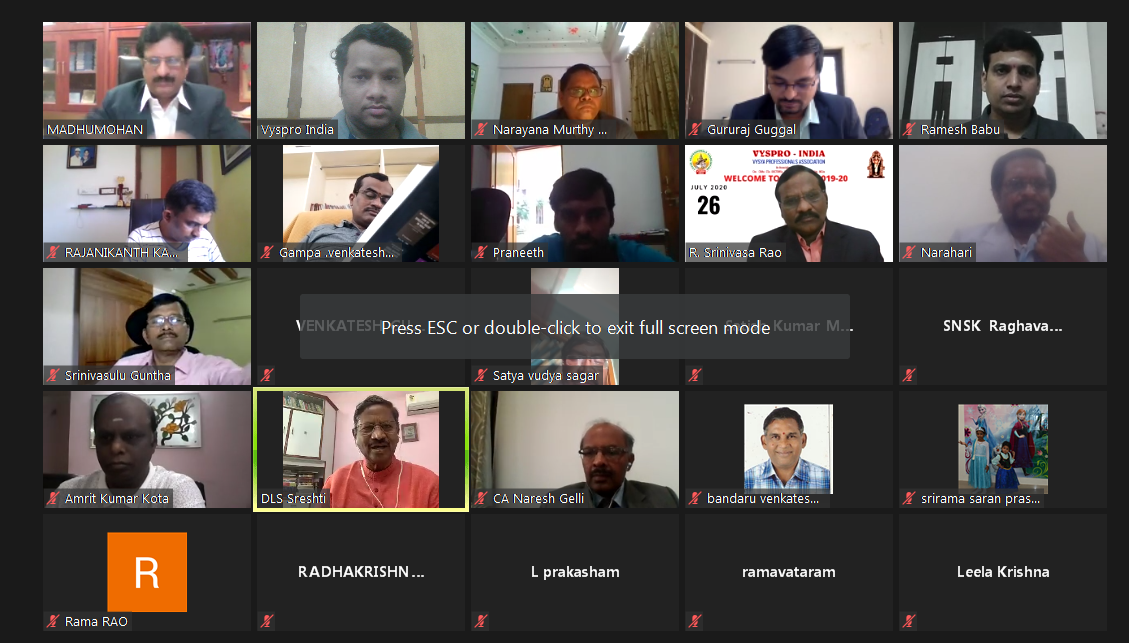 MADHUMOHAN
Vyspro India
Narayana Murthy ...
Gururaj Guggal
Ramesh Babu
VYSPRO - INDIA
VYSYA PROFESSIONALS ASSOCIATION
WELCOME TO
2019-20
JULY 2020
26
RAJANIKANTH KA...
Gampa .venkatesh...
Praneeth
R. Srinivasa Rao
Narahari
VENKATESH
Kumar M...
SNSK Raghava...
Press ESC or double-click to exit full screen mode
Srinivasulu Guntha
Satya vudya sagar
Amrit Kumar Kota
DLS Sreshti
CA Naresh Gelli
bandaru venkates...
srirama saran pras...
R
RADHAKRISHN...
L prakasham
ramavataram
Leela Krishna
Rama RAO